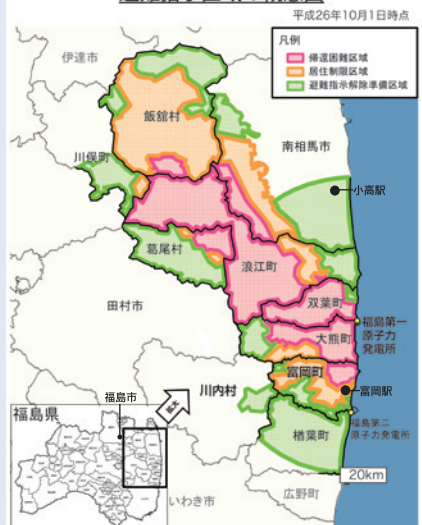 平成26年10月1日時点
凡例
帰還困難区域
居住制限区域
避難指示解除準備区域
伊達市
飯舘村
川俣町
南相馬市
小高駅
葛尾村
浪江町
田村市
双葉町
大熊町
福島第一
原子力
発電所
富岡町
富岡駅
川内村
福島市
拡大
福島県
福島第二
原子力発電所
楢葉町
20km
いわき市
広野町